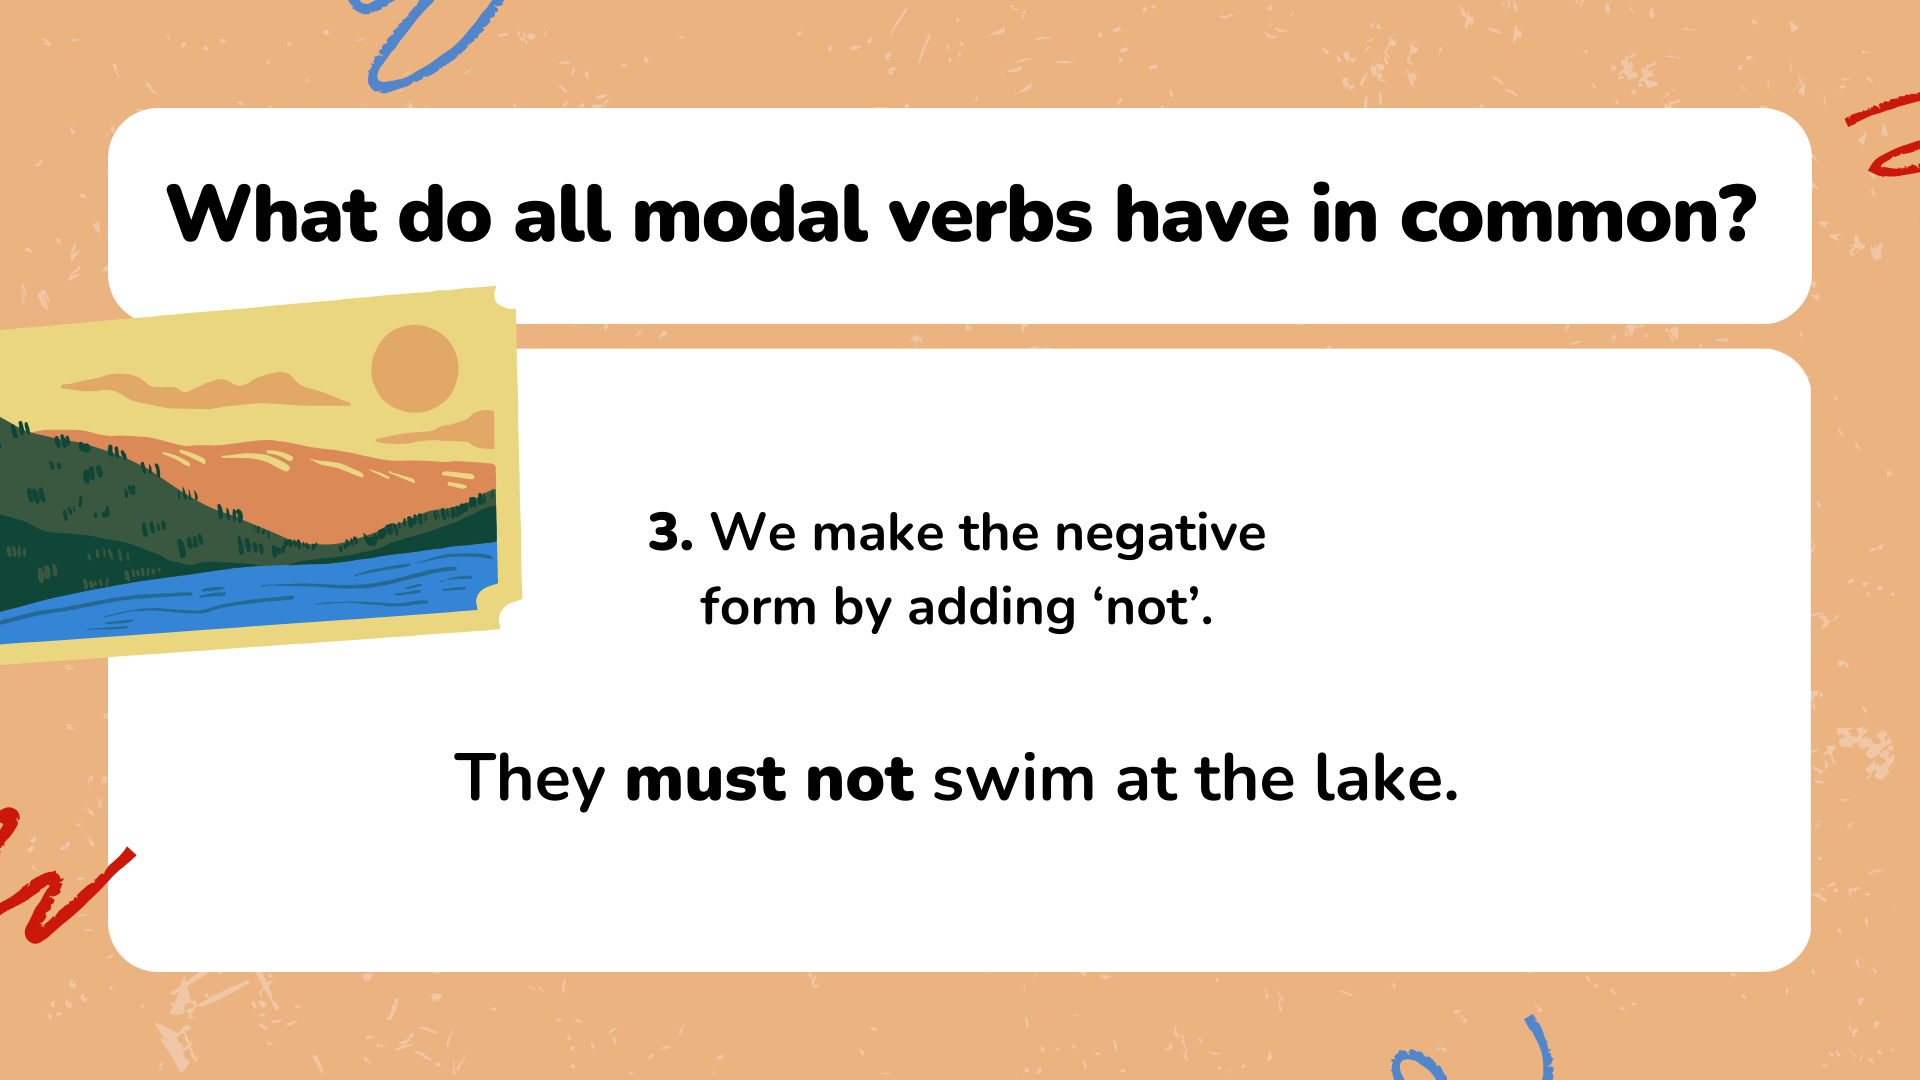 What do all modal verbs have in common?
3. We make the negative
form by adding ‘not’.
They must not swim at the lake.